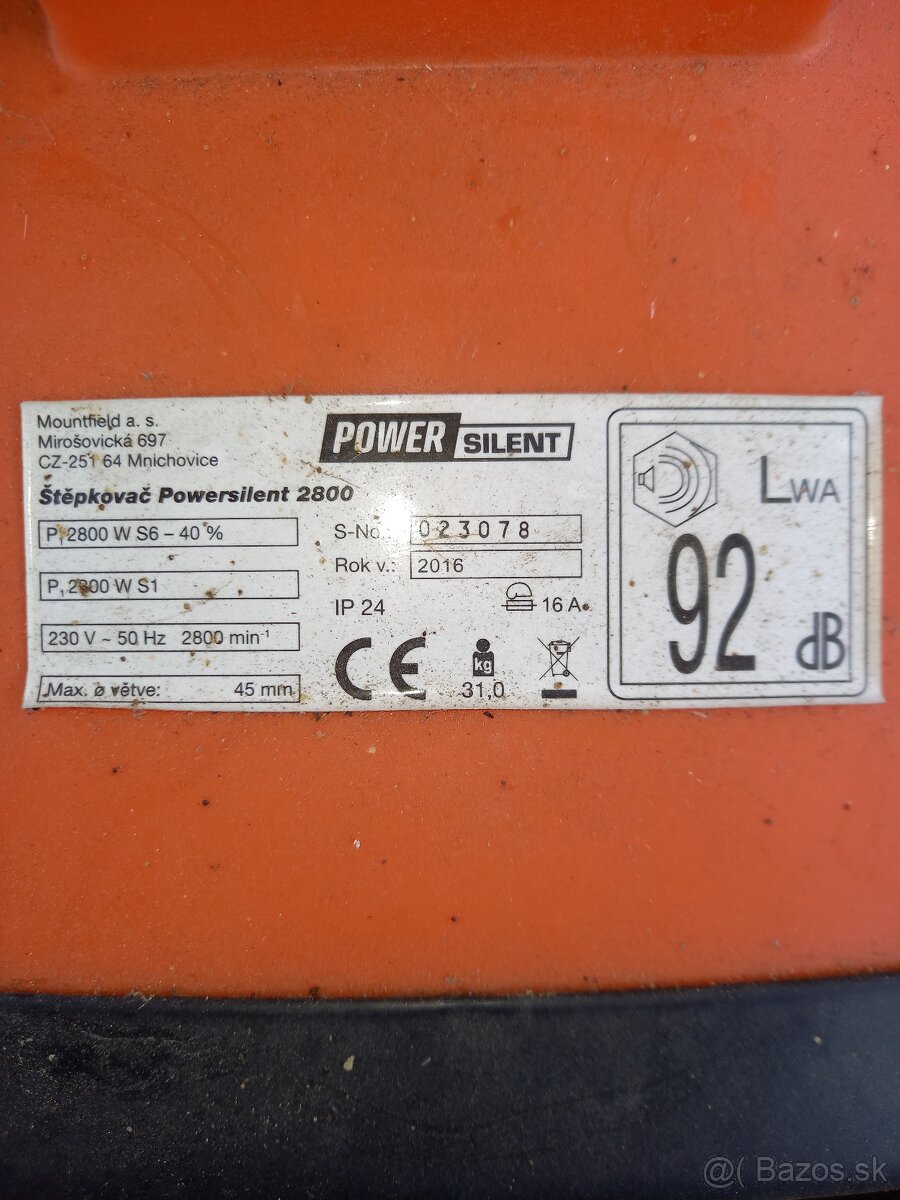 Mountfield a. s.
Mirošovická 697
CZ-251 64 Mnichovice
POWER SILENT
Štěpkovač Powersilent 2800
P₁ 2800 W S6 – 40 %
P₁ W S1
230 V ~ 50 Hz 2800 min⁻¹
Max. ø větve: 45 mm
S-No.: 023078
Rok v.: 2016
IP 24
16 A
CE
kg
31,0
LWA
92 dB
@( Bazos.sk